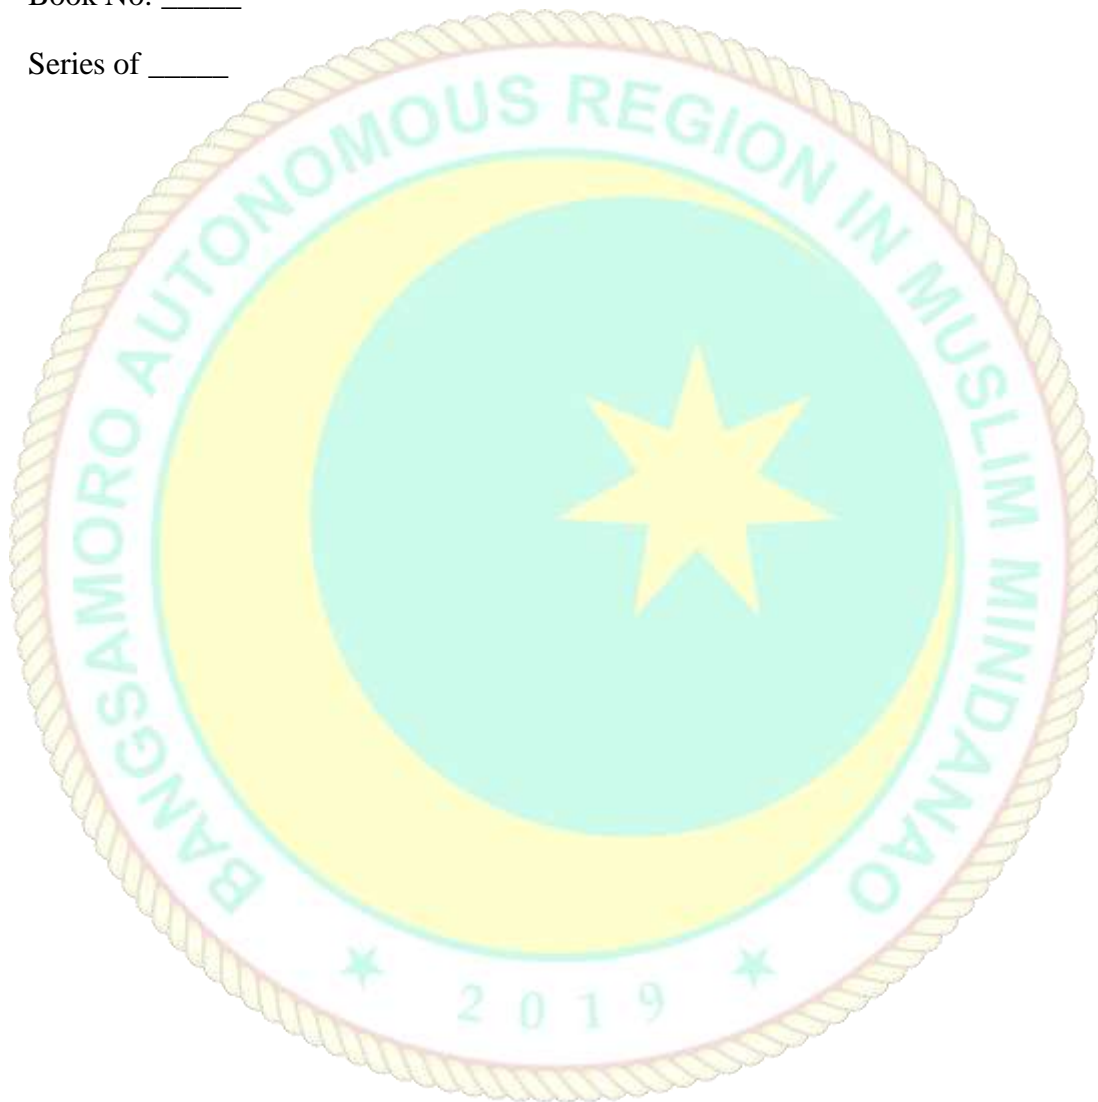 Book No. _____
Series of _____
BANGSAMORO AUTONOMOUS REGION IN MUSLIM MINDANAO
2019